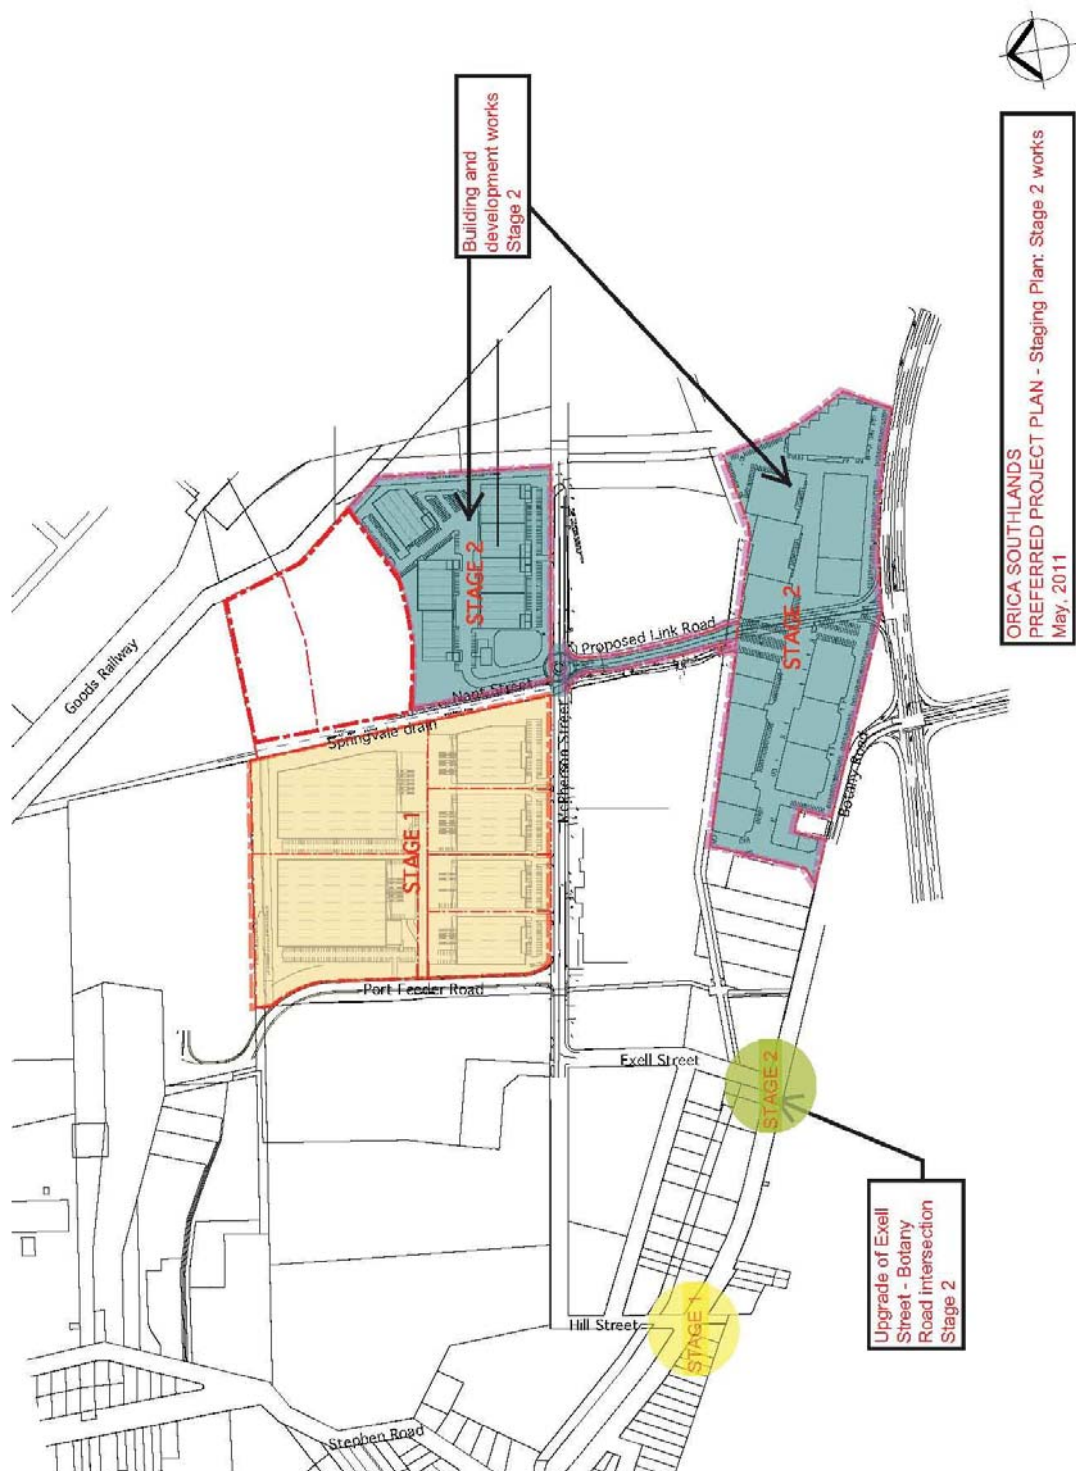 Building and
development works
Stage 2
Goods Railway
STAGE 2
Nant Street
Springvale drain
Proposed Link Road
STAGE 1
McPherson Street
STAGE 2
Botany Road
Port Feeder Road
Exell Street
STAGE 2
Hill Street
STAGE 1
Stephen Road
Upgrade of Exell
Street - Botany
Road intersection
Stage 2
ORICA SOUTHLANDS
PREFERRED PROJECT PLAN - Staging Plan: Stage 2 works
May, 2011